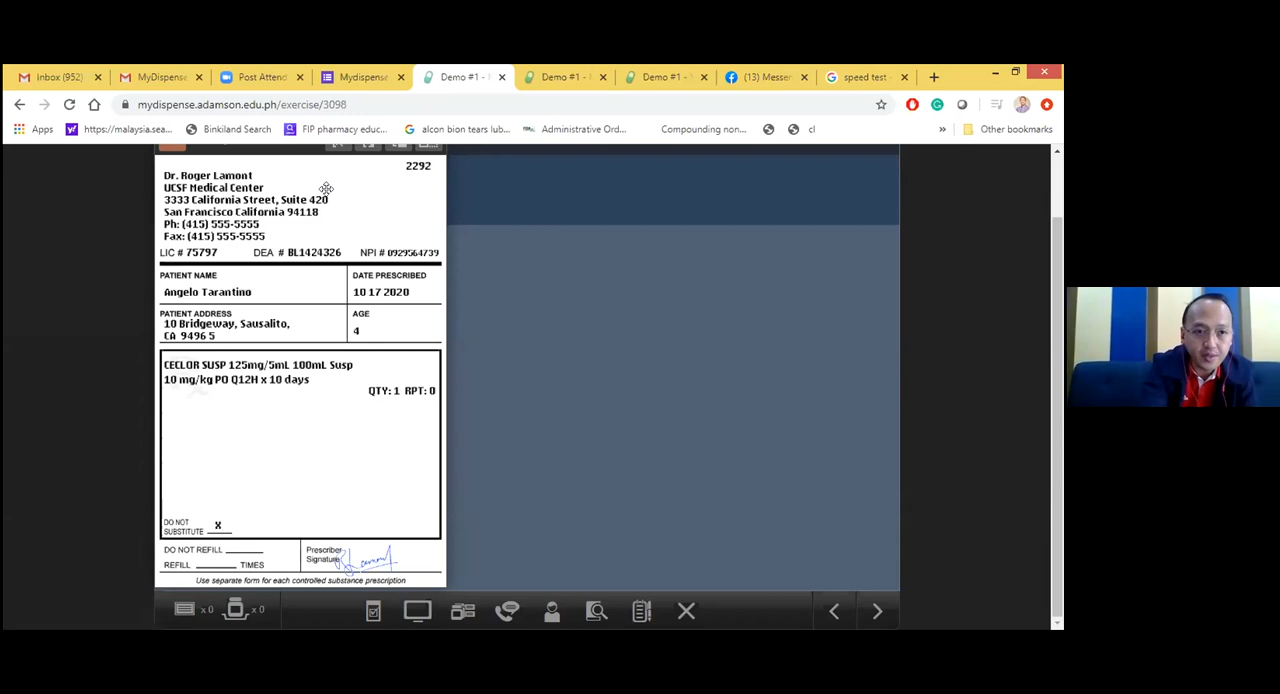 Inbox (952)
MyDispense
Post Attend
Mydispense
Demo #1 -
Demo #1 -
Demo #1 -
(13) Messen
speed test -
mydispense.adamson.edu.ph/exercise/3098
Apps
https://malaysia.sea...
Binkiland Search
FIP pharmacy educ...
alcon bion tears lub...
Administrative Ord...
Compounding non...
cl
»
Other bookmarks
2292
Dr. Roger Lamont
UCSF Medical Center
3333 California Street, Suite 420
San Francisco California 94118
Ph: (415) 555-5555
Fax: (415) 555-5555
LIC # 75797 DEA # BL1424326 NPI # 0929564739
PATIENT NAME DATE PRESCRIBED
Angelo Tarantino 10 17 2020
PATIENT ADDRESS AGE
10 Bridgeway, Sausalito,
CA 9496 5
4
CECLOR SUSP 125mg/5mL 100mL Susp
10 mg/kg PO Q12H x 10 days
QTY: 1 RPT: 0
DO NOT
SUBSTITUTE X
DO NOT REFILL
REFILL TIMES
Prescriber
Signature
Use separate form for each controlled substance prescription
x 0
x 0